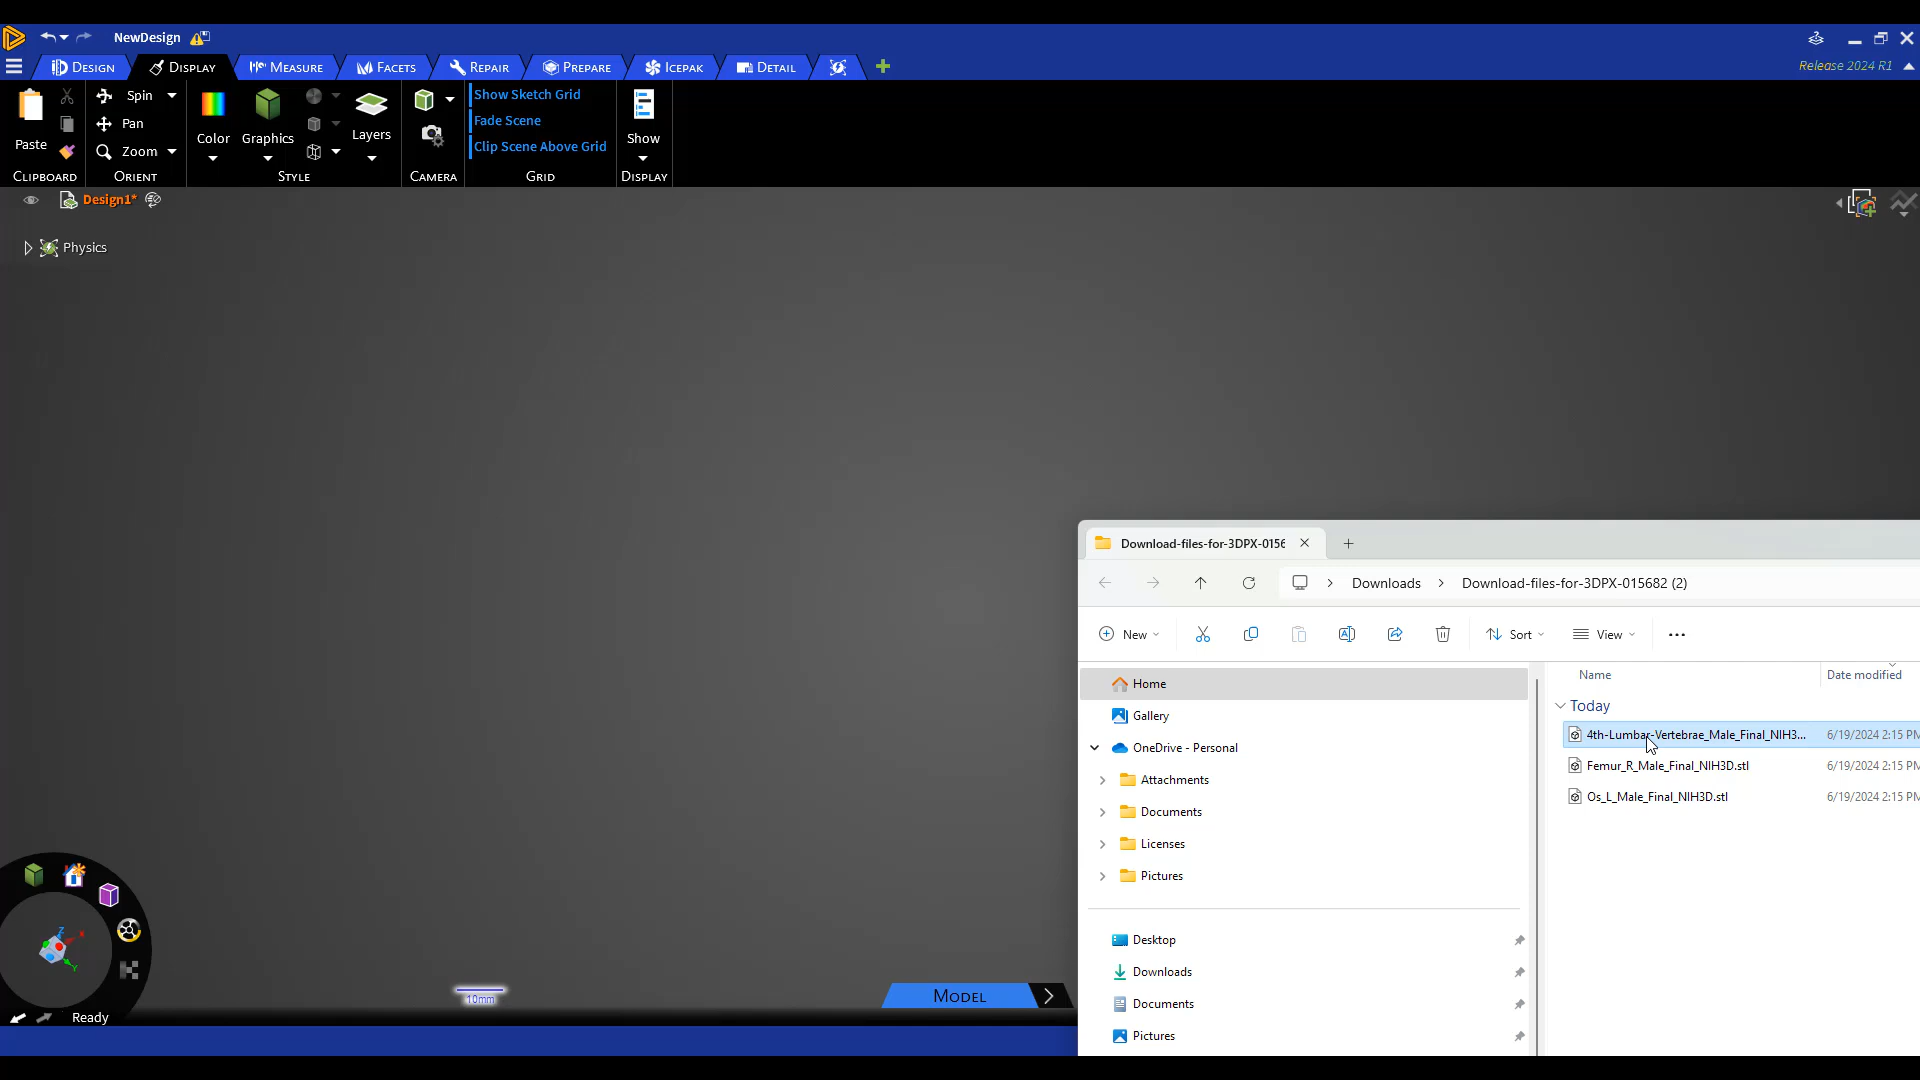 NewDesign
DESIGN
DISPLAY
MEASURE
FACETS
REPAIR
PREPARE
ICEPAK
DETAIL
Release 2024 R1
Paste
Spin
Pan
Zoom
Color
Graphics
Layers
Show Sketch Grid
Fade Scene
Clip Scene Above Grid
Show
CLIPBOARD
ORIENT
STYLE
CAMERA
GRID
DISPLAY
Design1*
Physics
Download-files-for-3DPX-0156
Downloads
Download-files-for-3DPX-015682 (2)
New
Sort
View
Name
Date modified
Home
Gallery
OneDrive - Personal
Attachments
Documents
Licenses
Pictures
Desktop
Downloads
Documents
Pictures
Today
4th-Lumbar-Vertebrae_Male_Final_NIH3... 6/19/2024 2:15 PM
Femur_R_Male_Final_NIH3D.stl 6/19/2024 2:15 PM
Os_L_Male_Final_NIH3D.stl 6/19/2024 2:15 PM
Z
X
Y
10mm
MODEL
Ready